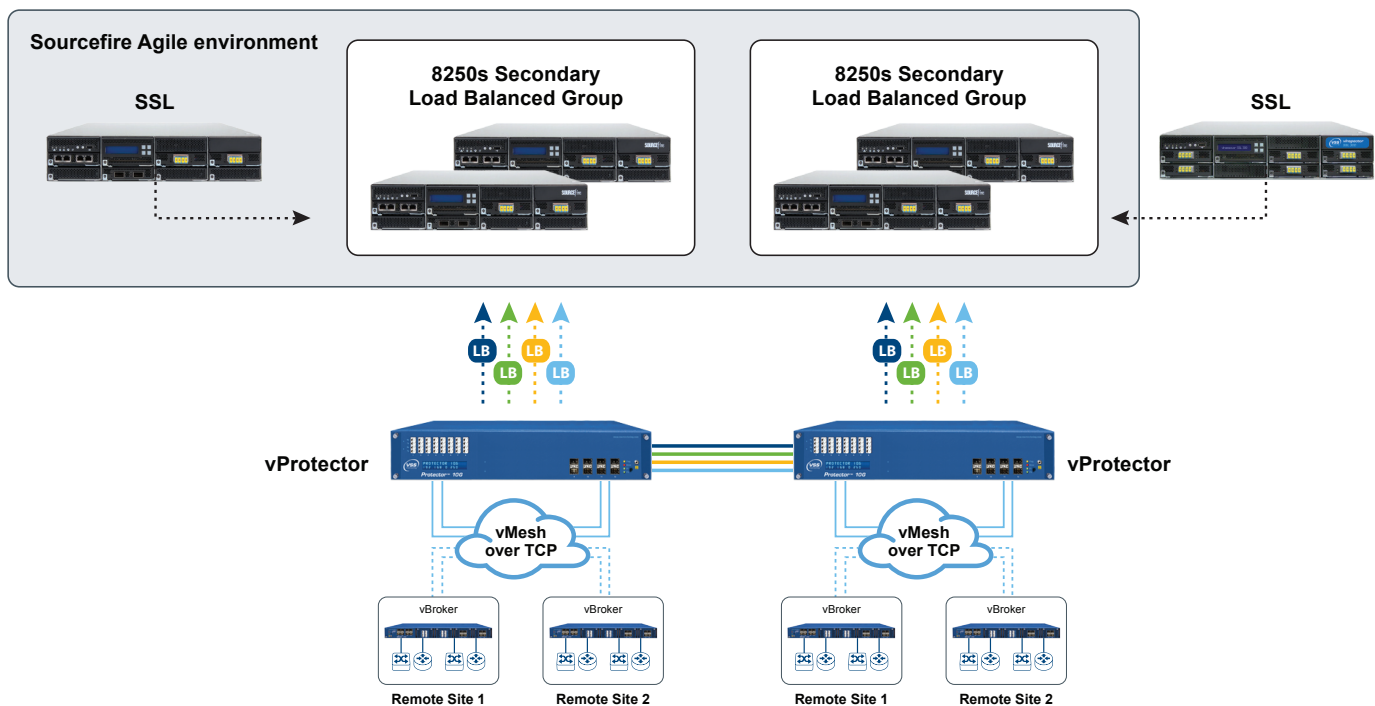 Sourcefire Agile environment
SSL
8250s Secondary
Load Balanced Group
8250s Secondary
Load Balanced Group
SSL
LB
LB
LB
LB
LB
LB
LB
LB
vProtector
vProtector
vMesh
over TCP
vMesh
over TCP
vBroker
vBroker
vBroker
vBroker
Remote Site 1
Remote Site 2
Remote Site 1
Remote Site 2